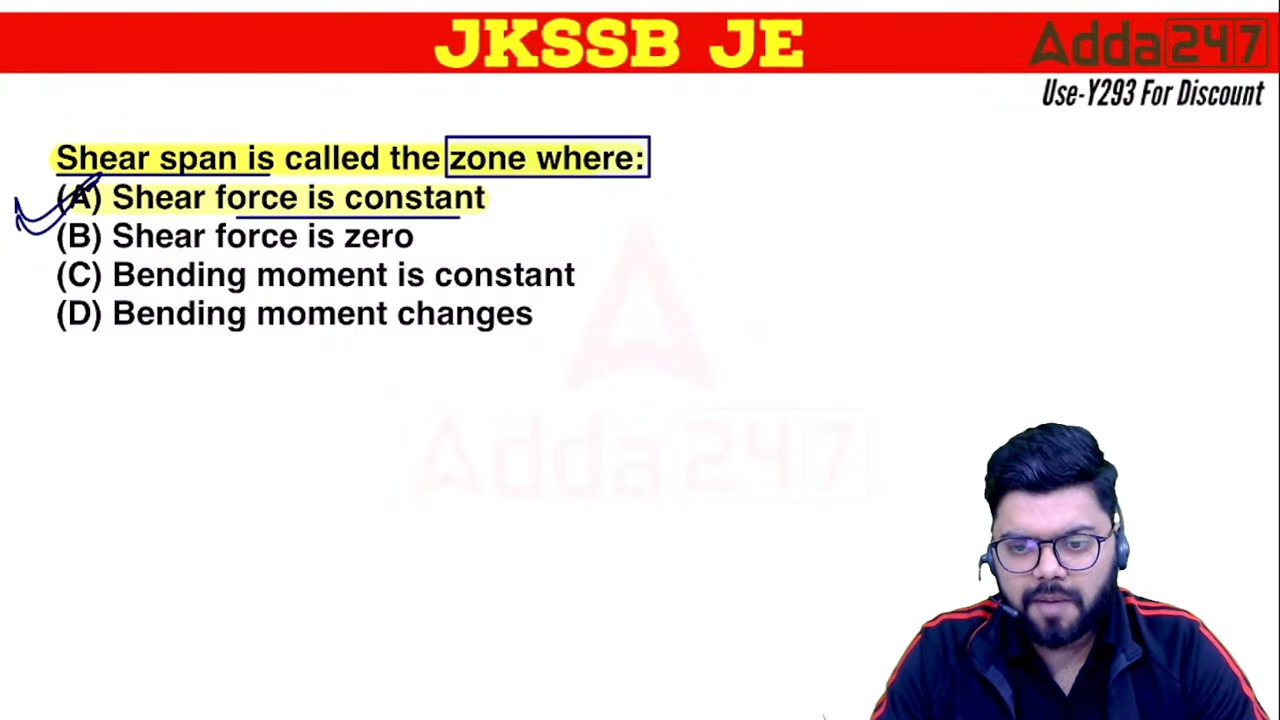 JKSSB JE
Adda247
Use-Y293 For Discount
Shear span is called the zone where:
(A) Shear force is constant
(B) Shear force is zero
(C) Bending moment is constant
(D) Bending moment changes
Adda247